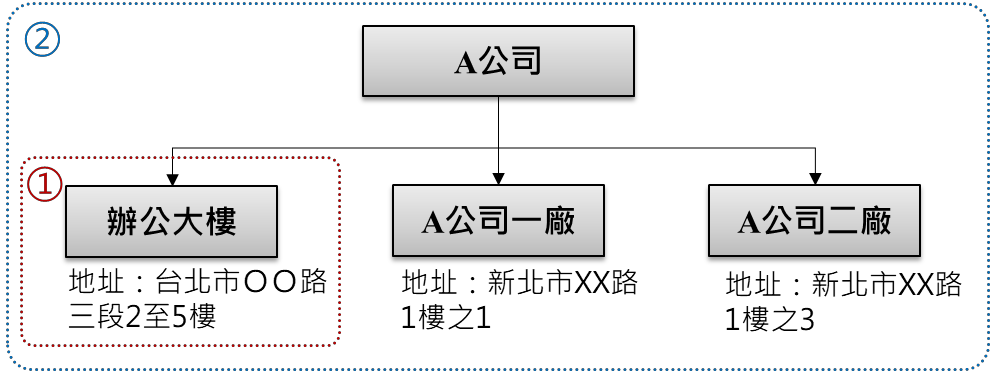 ②
A公司
①
辦公大樓
地址：台北市〇〇路
三段2至5樓
A公司一廠
地址：新北市XX路
1樓之1
A公司二廠
地址：新北市XX路
1樓之3